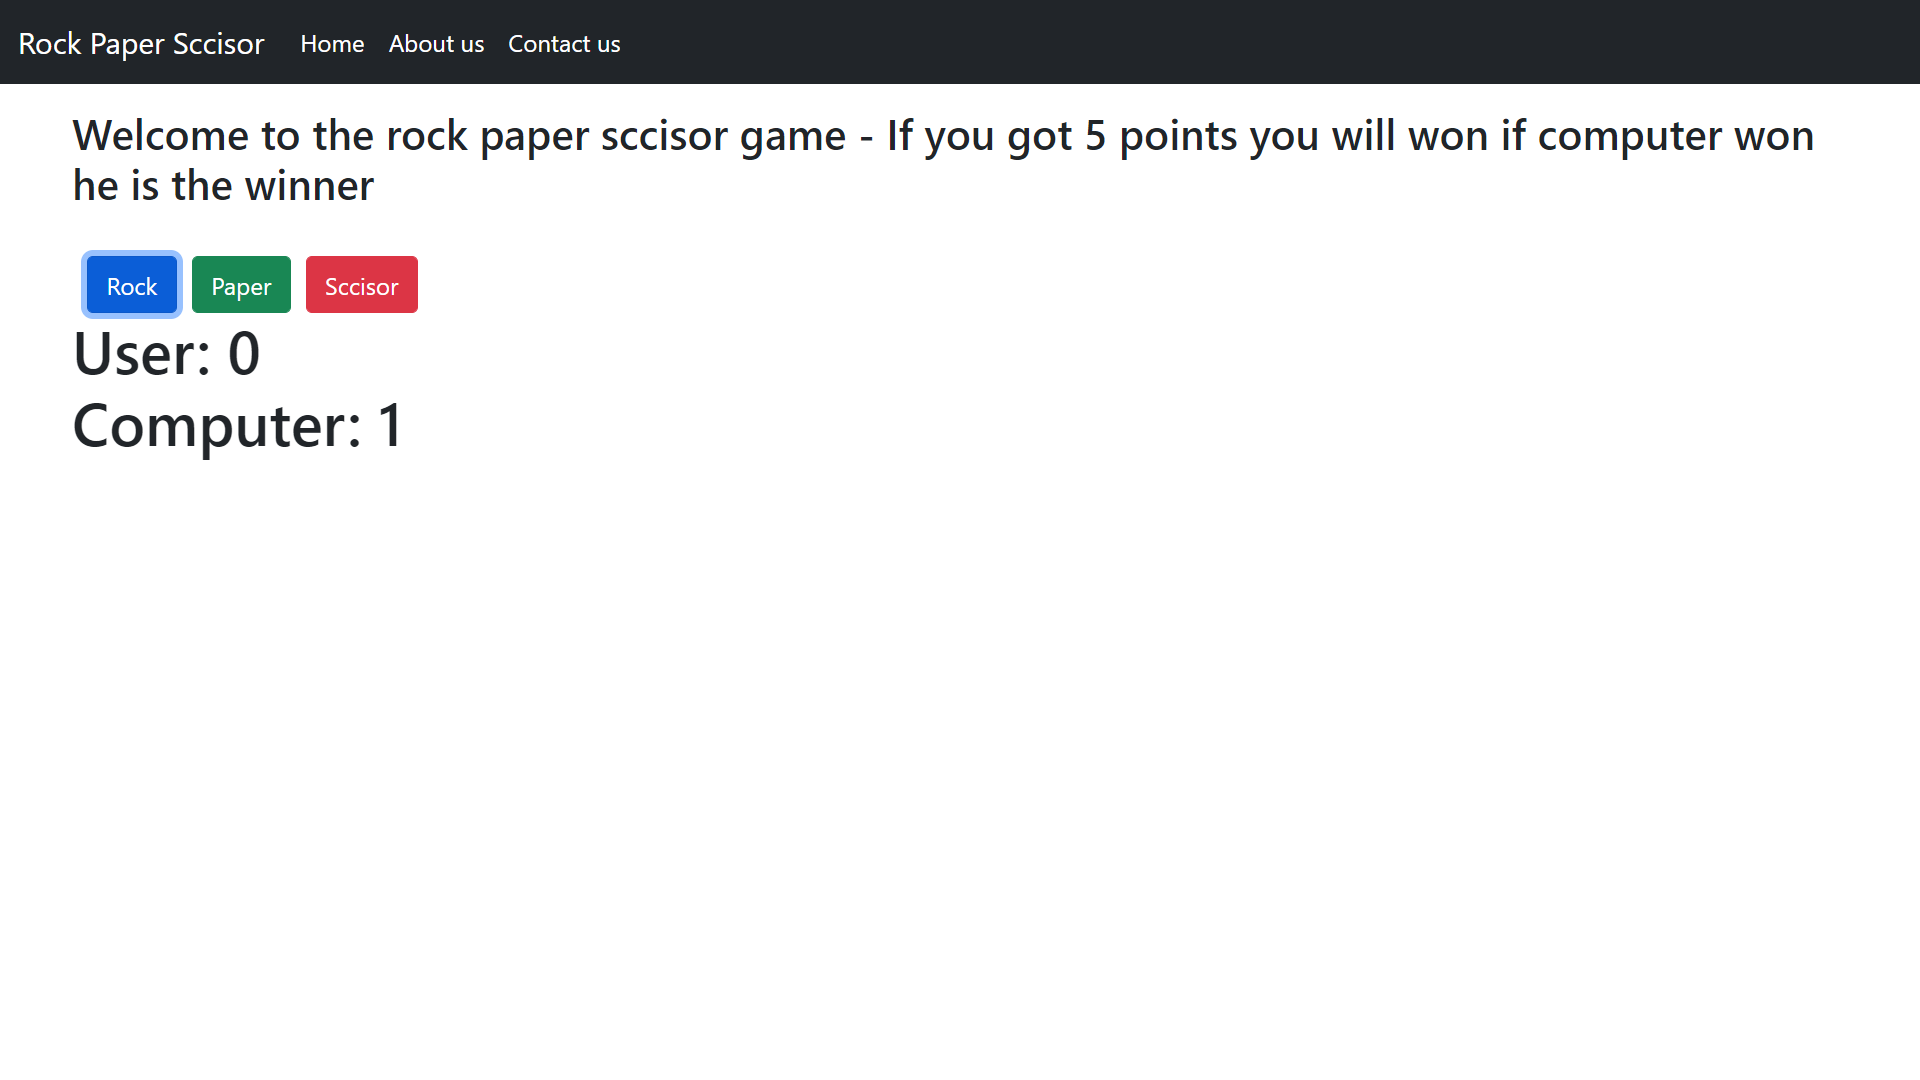 Rock Paper Sccisor Home About us Contact us
Welcome to the rock paper sccisor game - If you got 5 points you will won if computer won
he is the winner
Rock Paper Sccisor
User: 0
Computer: 1